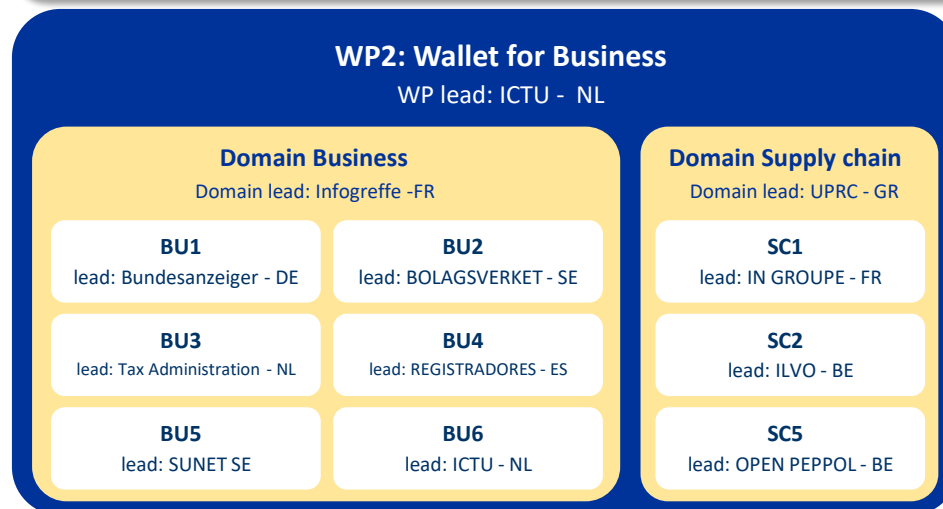 WP2: Wallet for Business
WP lead: ICTU - NL
Domain Business
Domain lead: Infogreffe -FR
BU1
lead: Bundesanzeiger - DE
BU2
lead: BOLAGSVERKET - SE
BU3
lead: Tax Administration - NL
BU4
lead: REGISTRADORES - ES
BU5
lead: SUNET SE
BU6
lead: ICTU - NL
Domain Supply chain
Domain lead: UPRC - GR
SC1
lead: IN GROUPE - FR
SC2
lead: ILVO - BE
SC5
lead: OPEN PEPPOL - BE